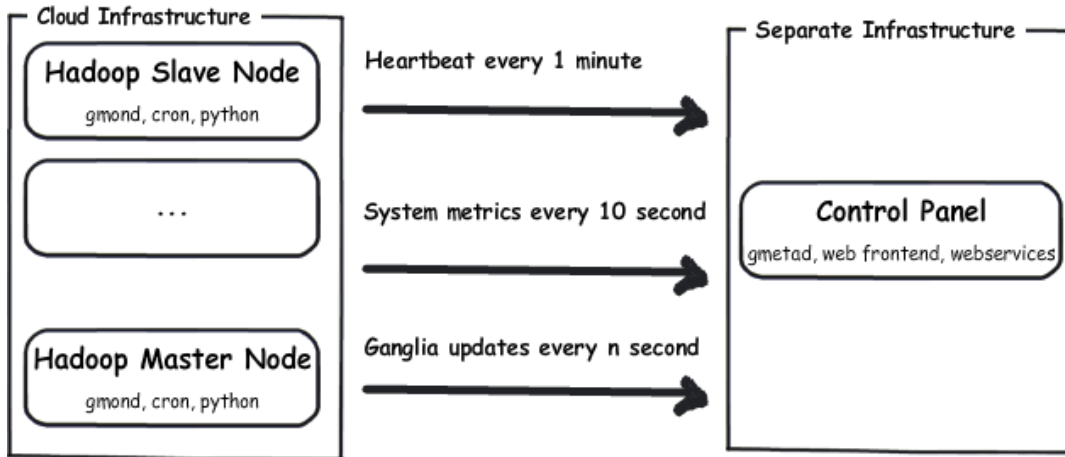 Cloud Infrastructure
Hadoop Slave Node
gmond, cron, python
...
Hadoop Master Node
gmond, cron, python
Heartbeat every 1 minute
System metrics every 10 second
Ganglia updates every n second
Separate Infrastructure
Control Panel
gmetad, web frontend, webservices